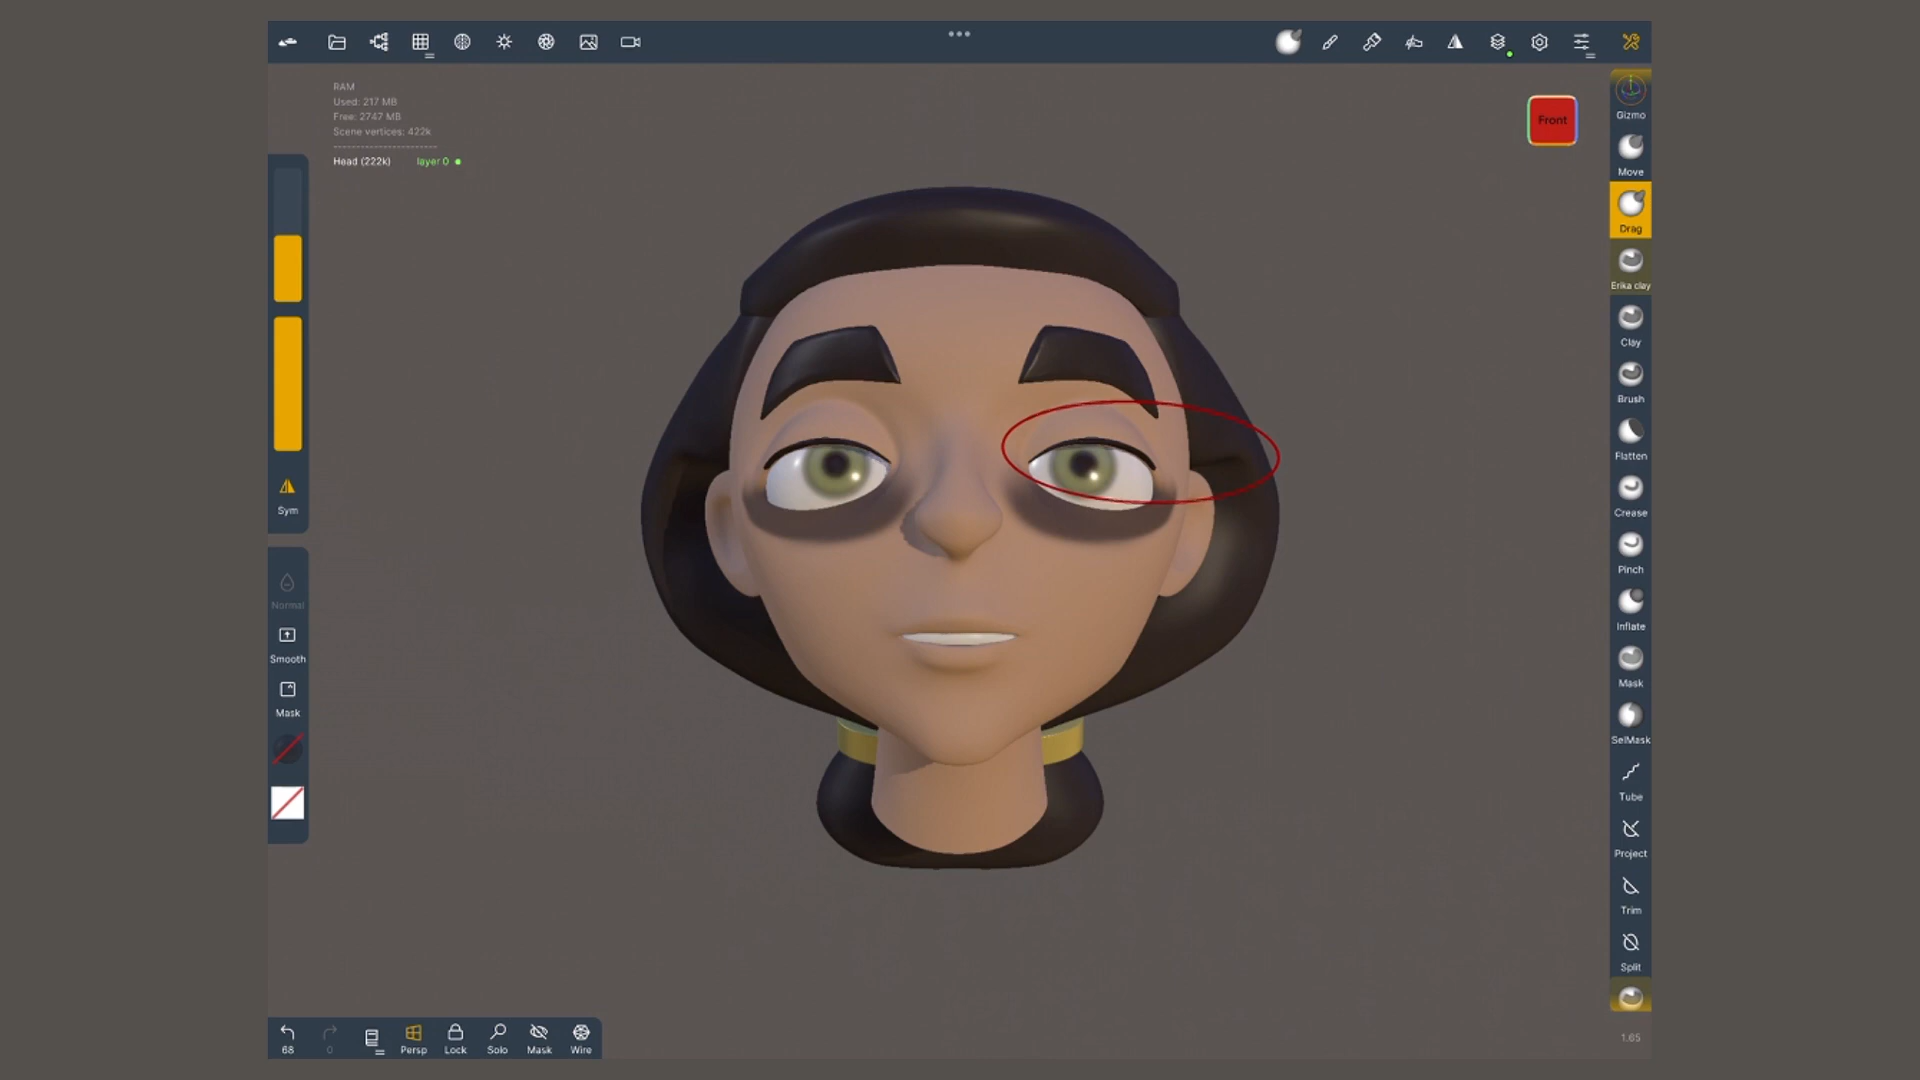 RAM
Used: 217 MB
Free: 2747 MB
Scene vertices: 422k
------------------------
Head (222k) layer 0
Front
Sym
Normal
Smooth
Mask
Gizmo
Move
Drag
Erika clay
Clay
Brush
Flatten
Crease
Pinch
Inflate
Mask
SelMask
Tube
Project
Trim
Split
68
0
Persp
Lock
Solo
Mask
Wire
1.65